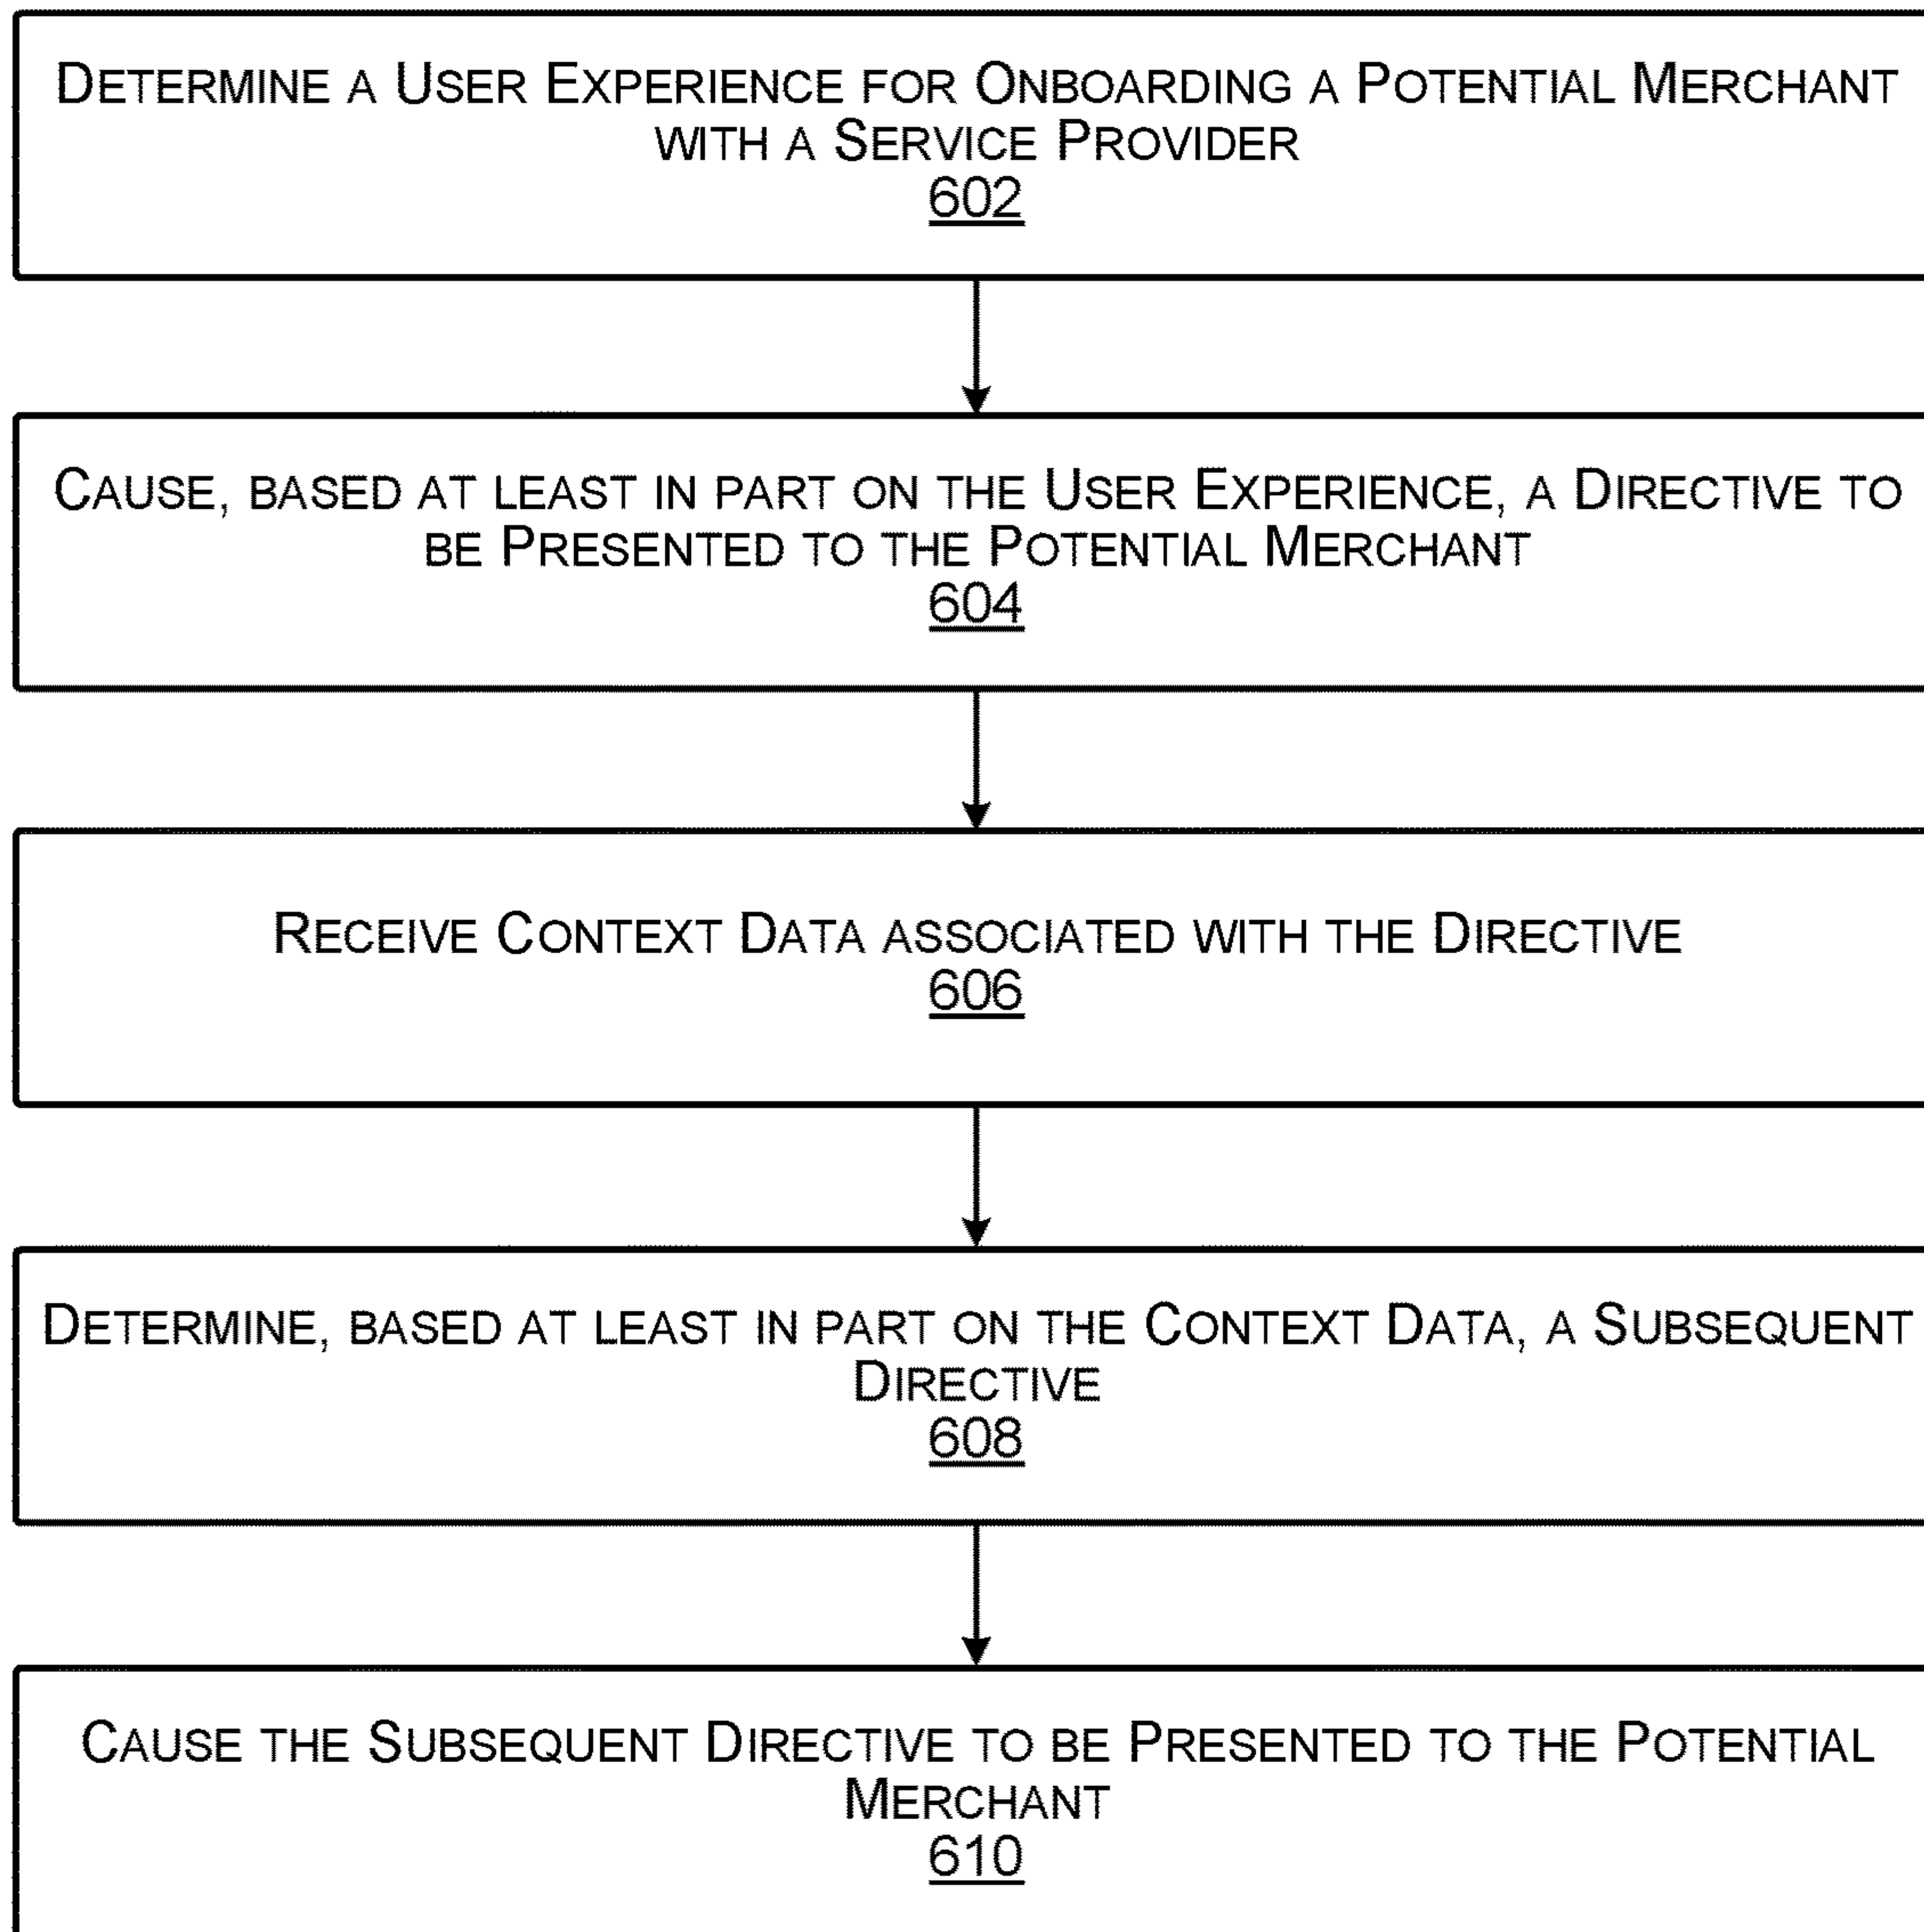 DETERMINE A USER EXPERIENCE FOR ONBOARDING A POTENTIAL MERCHANT
WITH A SERVICE PROVIDER
602
CAUSE, BASED AT LEAST IN PART ON THE USER EXPERIENCE, A DIRECTIVE TO
BE PRESENTED TO THE POTENTIAL MERCHANT
604
RECEIVE CONTEXT DATA ASSOCIATED WITH THE DIRECTIVE
606
DETERMINE, BASED AT LEAST IN PART ON THE CONTEXT DATA, A SUBSEQUENT
DIRECTIVE
608
CAUSE THE SUBSEQUENT DIRECTIVE TO BE PRESENTED TO THE POTENTIAL
MERCHANT
610